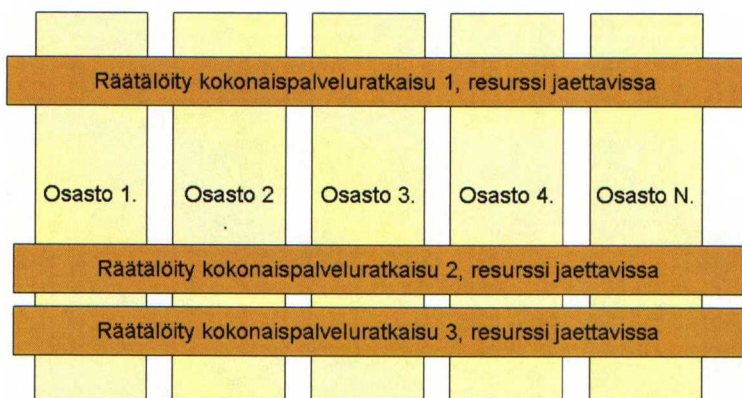 Räätälöity kokonaispalveluratkaisu 1, resurssi jaettavissa
Osasto 1. Osasto 2 Osasto 3. Osasto 4. Osasto N.
Räätälöity kokonaispalveluratkaisu 2, resurssi jaettavissa
Räätälöity kokonaispalveluratkaisu 3, resurssi jaettavissa